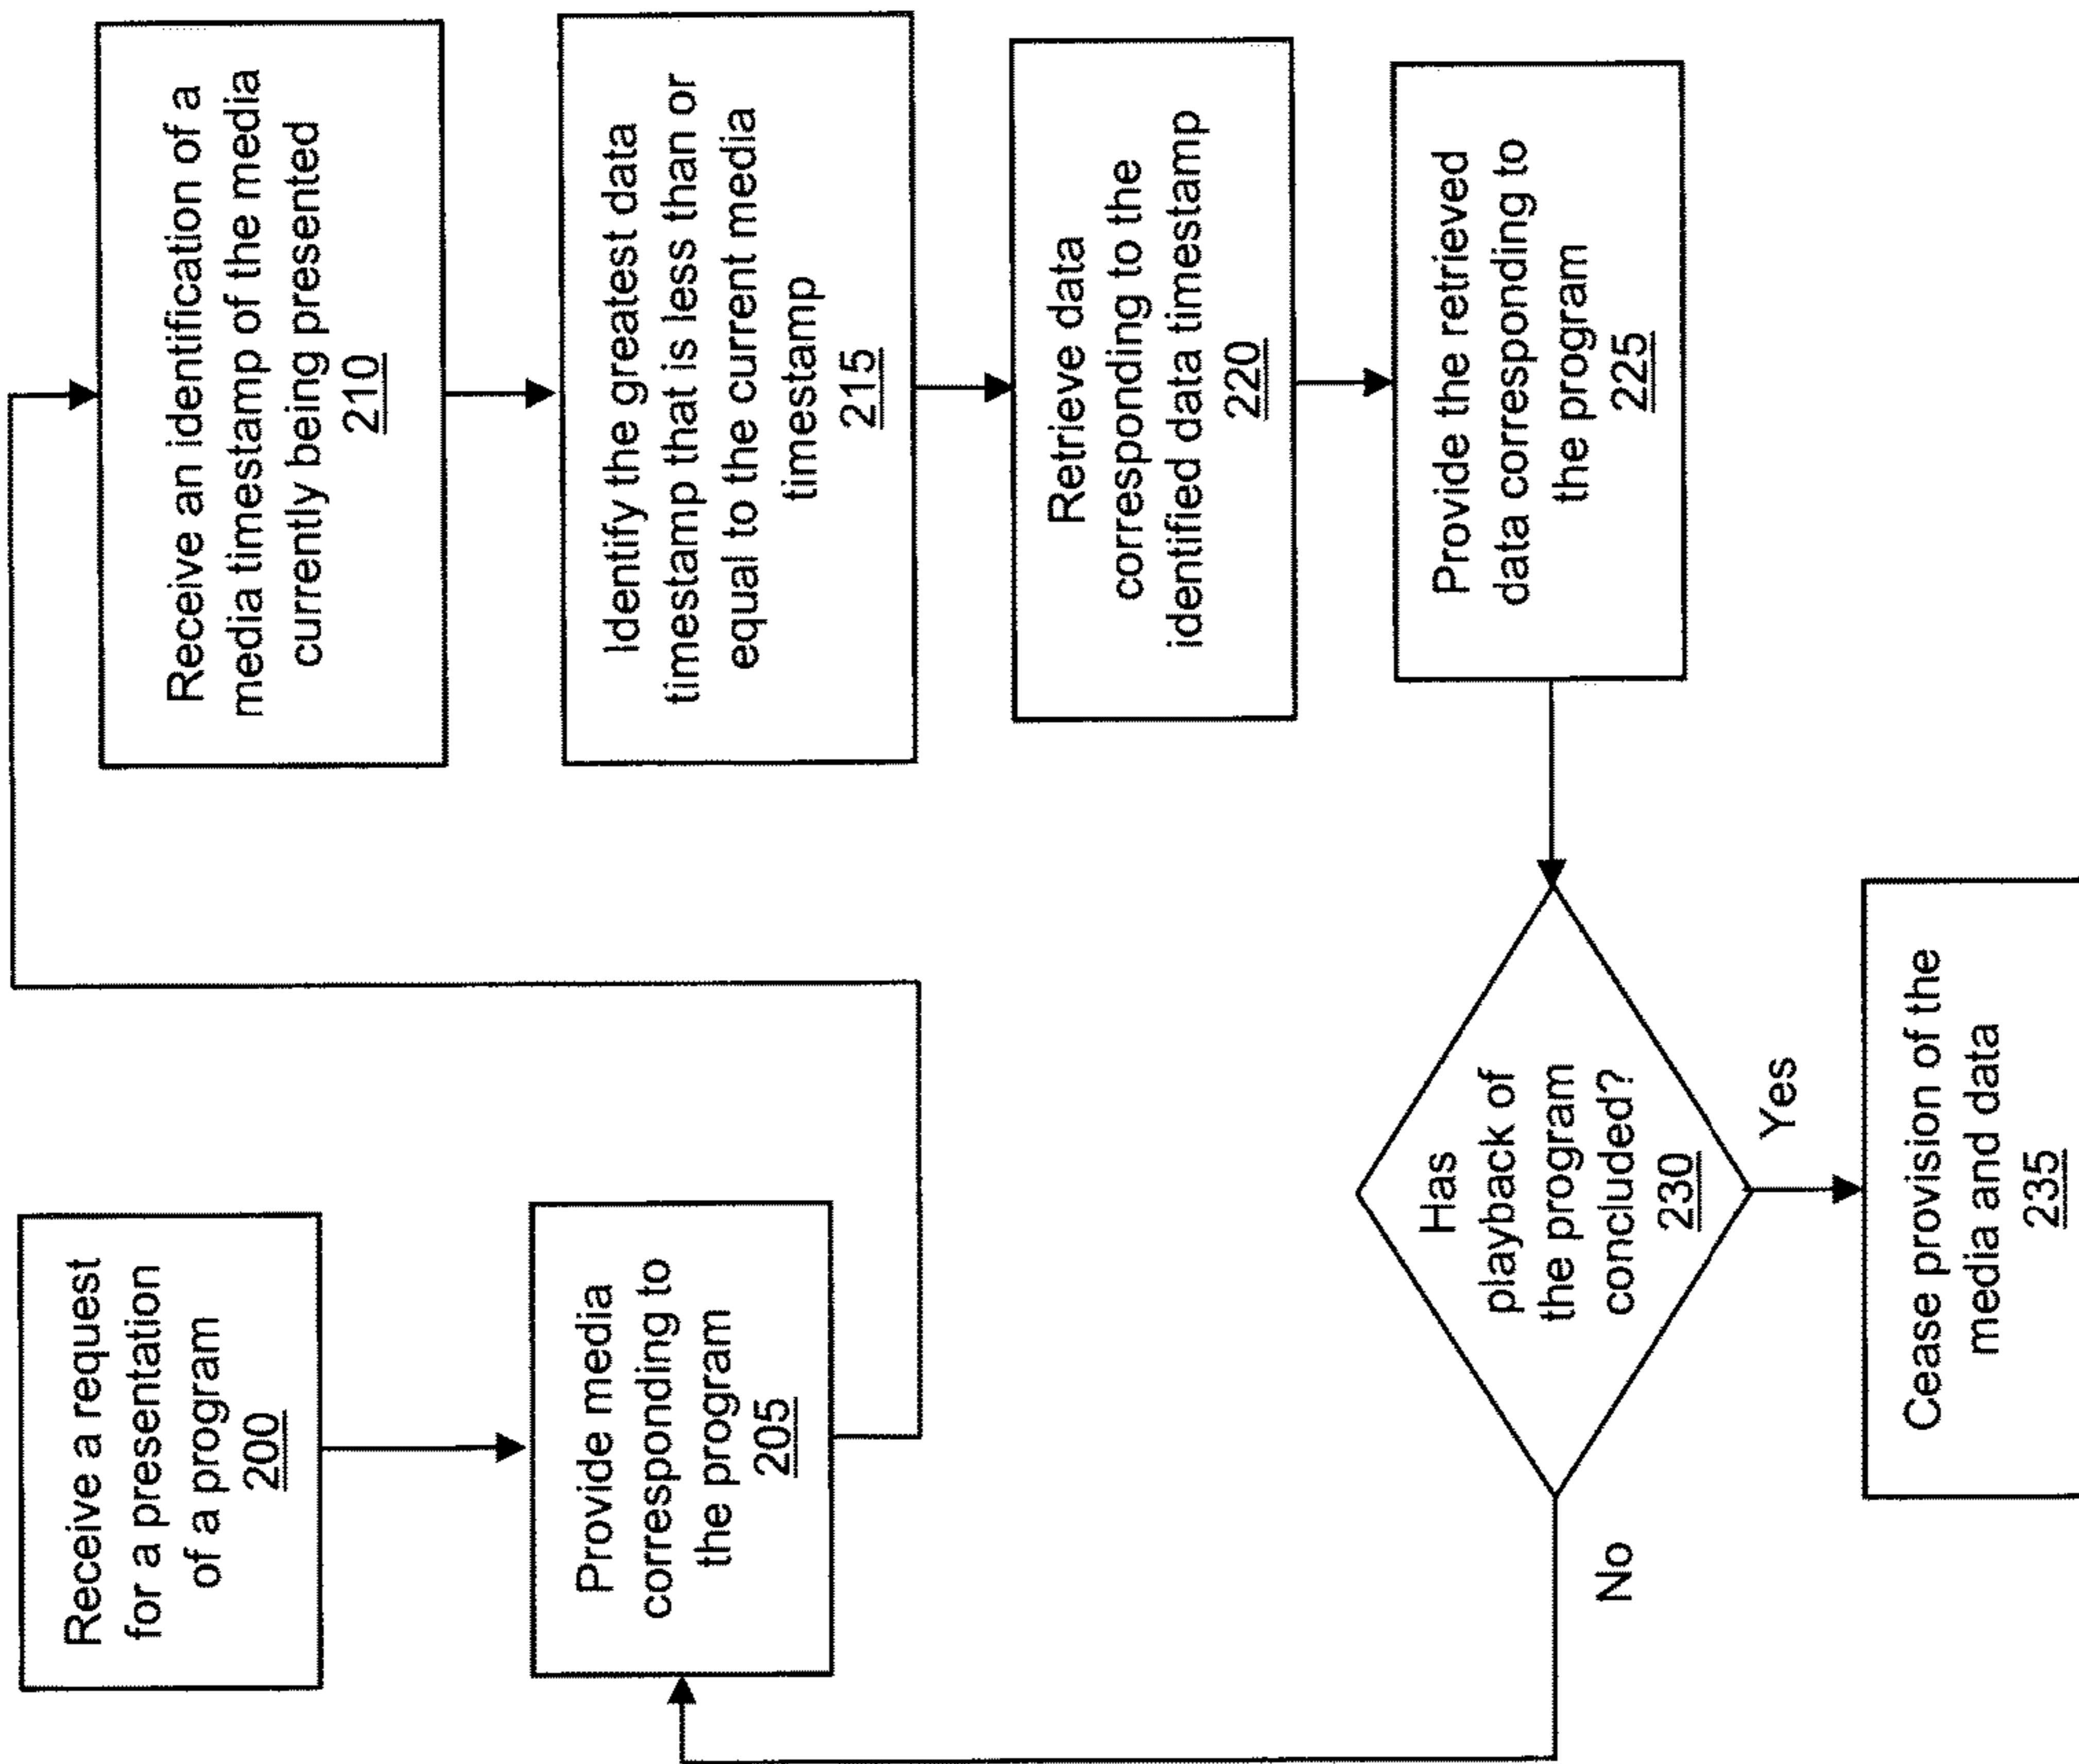 Receive a request
for a presentation
of a program
200
Provide media
corresponding to
the program
205
Receive an identification of a
media timestamp of the media
currently being presented
210
Identify the greatest data
timestamp that is less than or
equal to the current media
timestamp
215
Retrieve data
corresponding to the
identified data timestamp
220
Provide the retrieved
data corresponding to
the program
225
Has
playback of
the program
concluded?
230
No
Yes
Cease provision of the
media and data
235